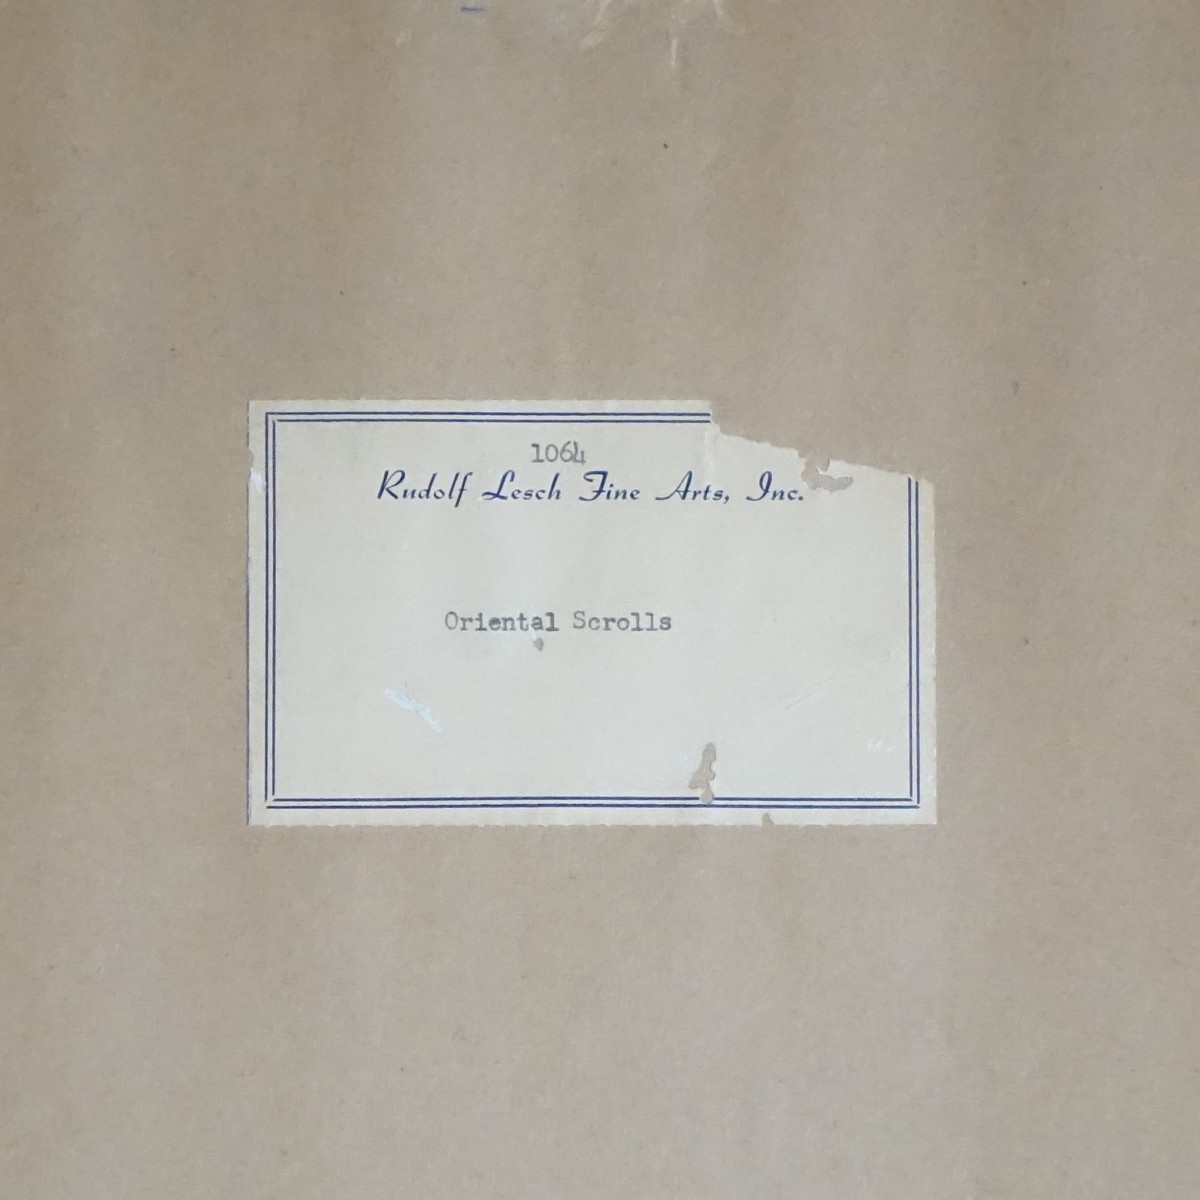 1064
Rudolf Lesch Fine Arts, Inc.
Oriental Scrolls